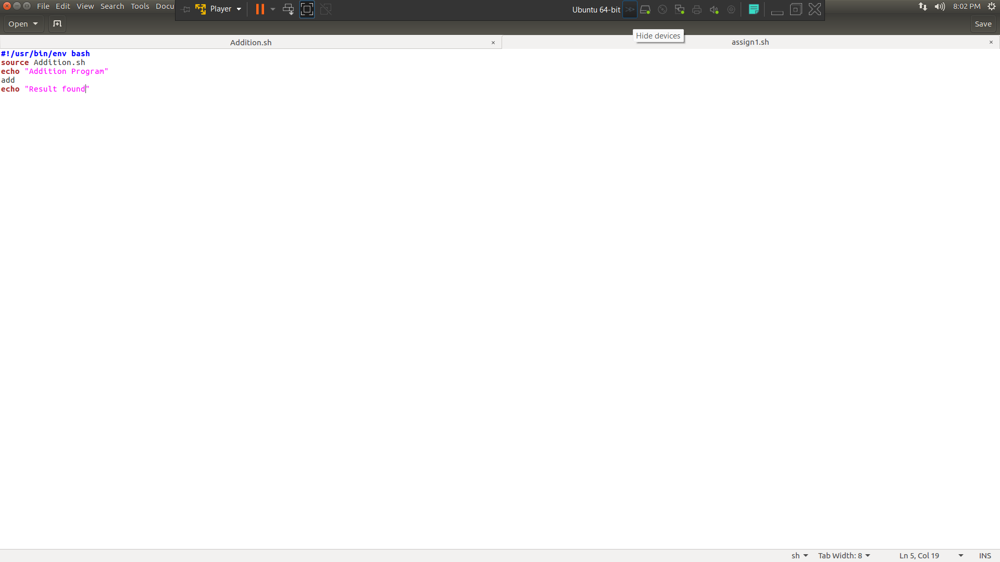 File Edit View Search Tools Docu
Player
Ubuntu 64-bit
8:02 PM
Open
Save
Hide devices
Addition.sh ×
assign1.sh ×
#!/usr/bin/env bash
source Addition.sh
echo "Addition Program"
add
echo "Result found"
sh
Tab Width: 8
Ln 5, Col 19
INS